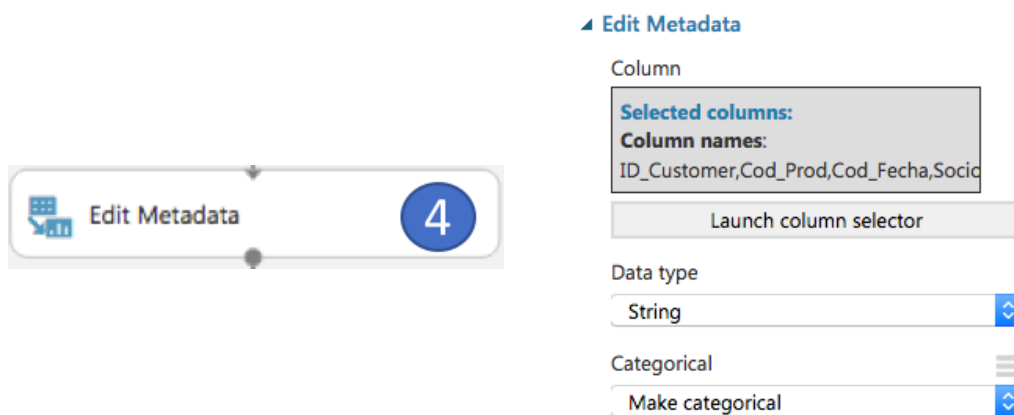 Edit Metadata
4
Edit Metadata
Column
Selected columns:
Column names:
ID_Customer,Cod_Prod,Cod_Fecha,Socio
Launch column selector
Data type
String
Categorical
Make categorical